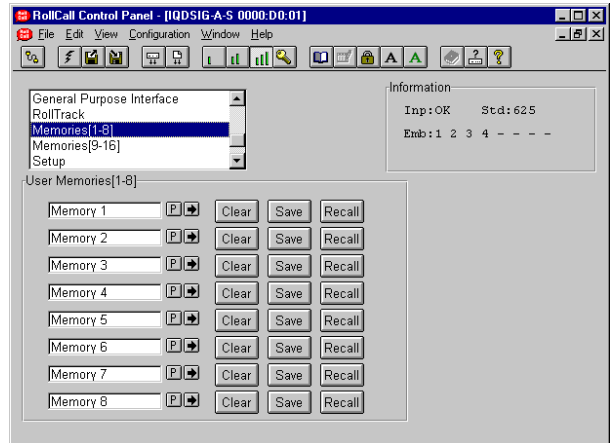 RollCall Control Panel - [IQDSIG-A-S 0000:D0:01]
File Edit View Configuration Window Help
A A
General Purpose Interface
RollTrack
Memories[1-8]
Memories[9-16]
Setup
Information
Inp:OK Std:625
Emb:1 2 3 4 - - - -
User Memories[1-8]
Memory 1 P Clear Save Recall
Memory 2 P Clear Save Recall
Memory 3 P Clear Save Recall
Memory 4 P Clear Save Recall
Memory 5 P Clear Save Recall
Memory 6 P Clear Save Recall
Memory 7 P Clear Save Recall
Memory 8 P Clear Save Recall